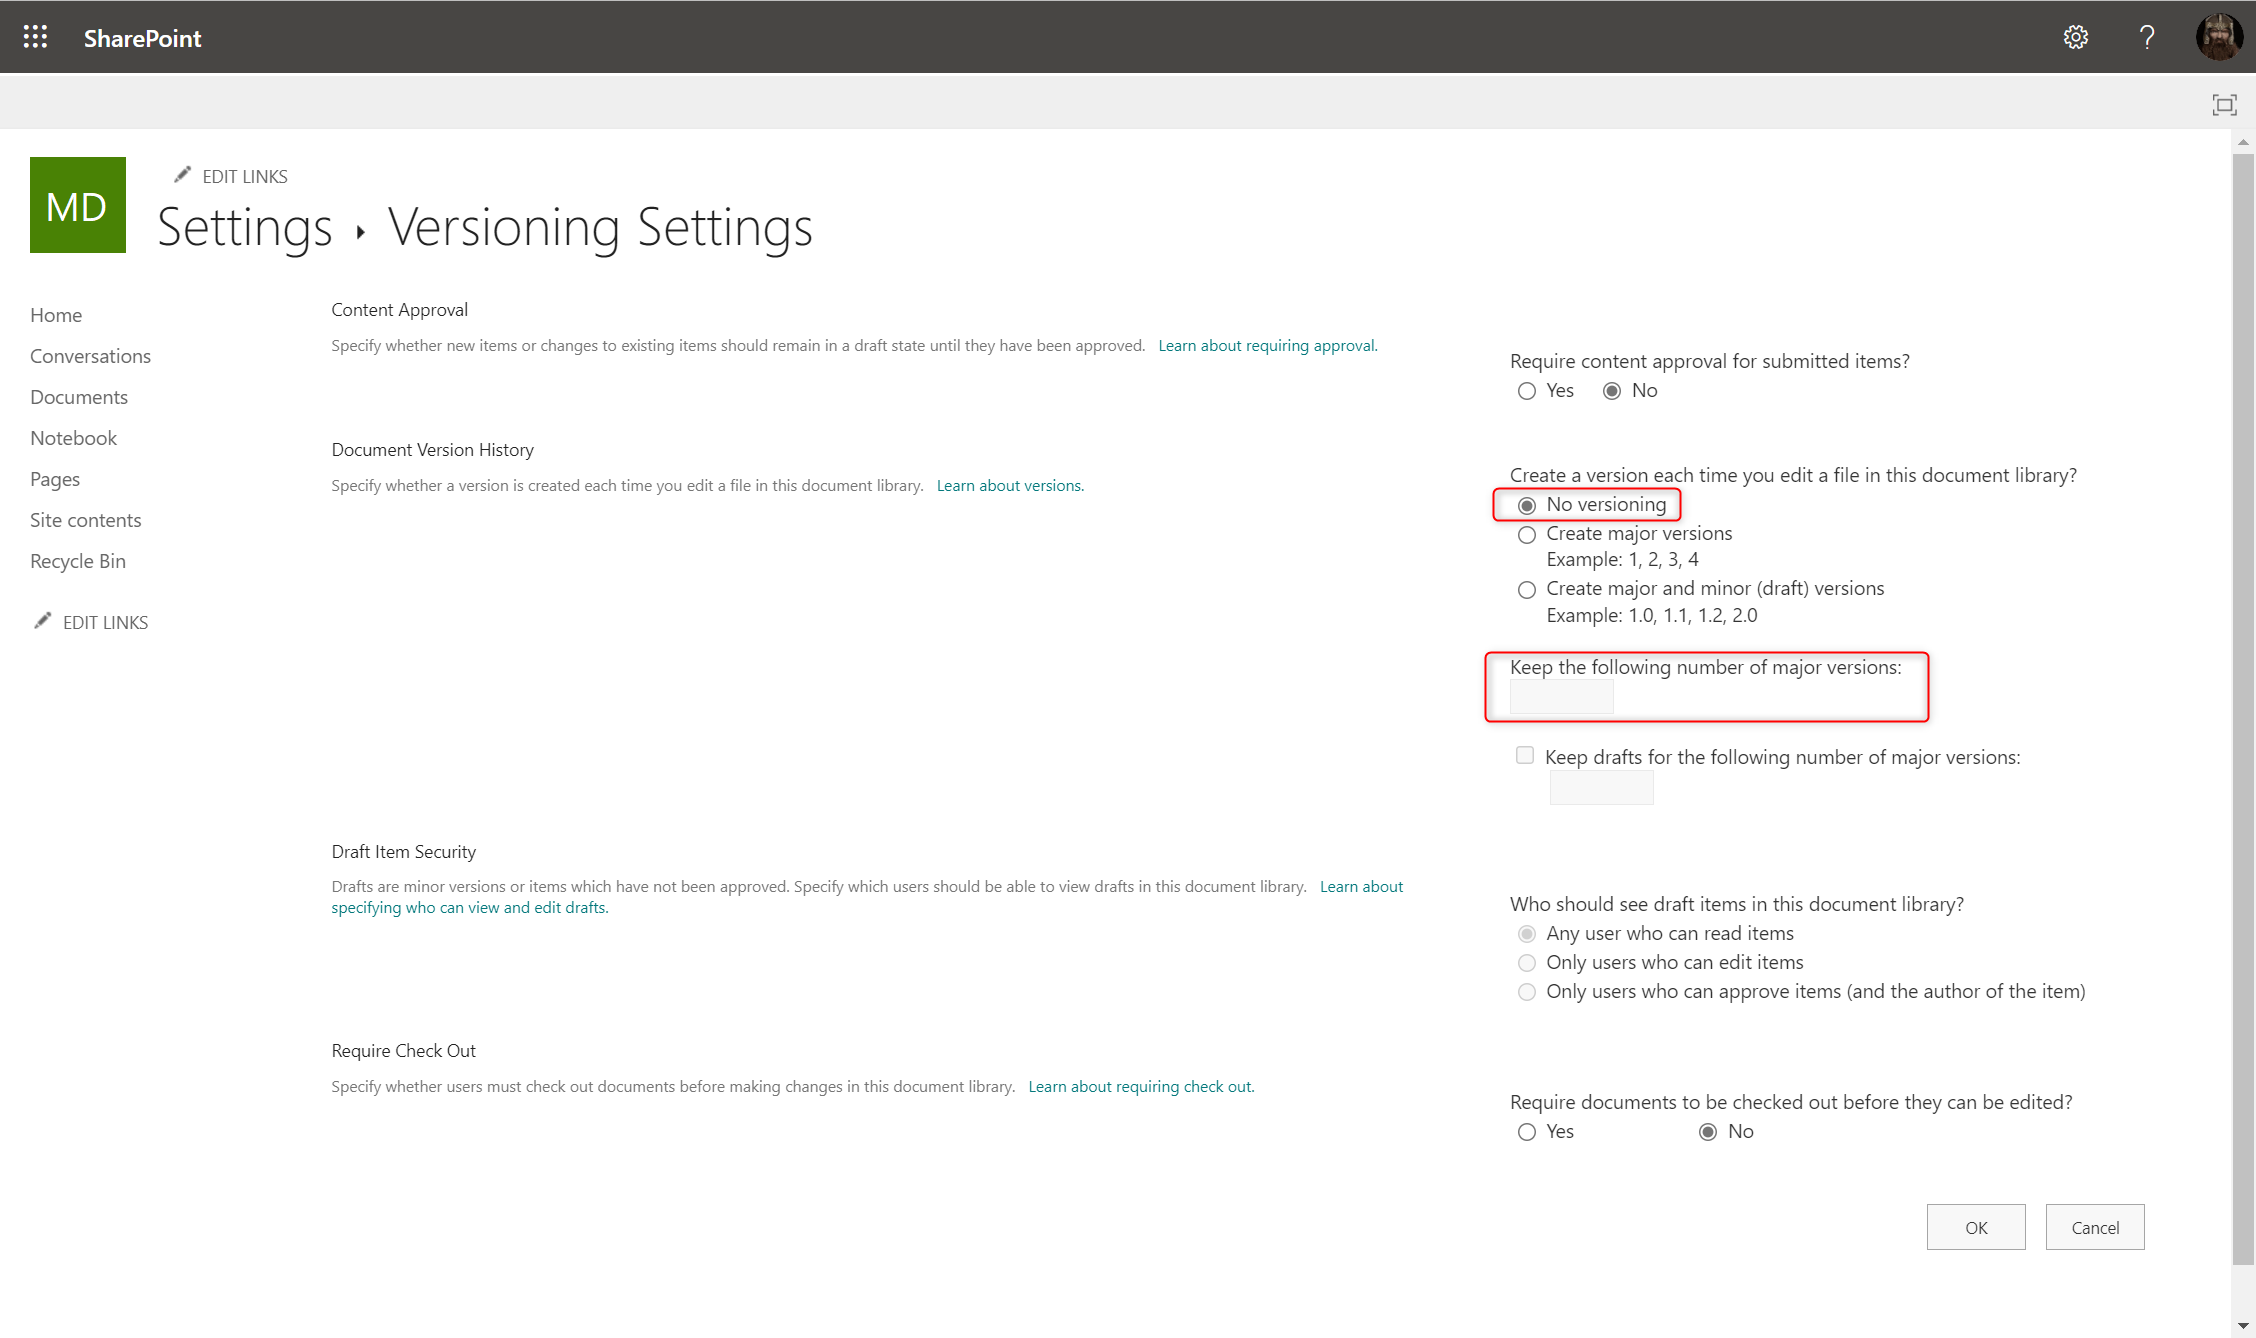 SharePoint
?
EDIT LINKS
MD
Settings ▸ Versioning Settings
Home
Conversations
Documents
Notebook
Pages
Site contents
Recycle Bin
EDIT LINKS
Content Approval
Specify whether new items or changes to existing items should remain in a draft state until they have been approved. Learn about requiring approval.
Require content approval for submitted items?
Yes No
Document Version History
Specify whether a version is created each time you edit a file in this document library. Learn about versions.
Create a version each time you edit a file in this document library?
No versioning
Create major versions
Example: 1, 2, 3, 4
Create major and minor (draft) versions
Example: 1.0, 1.1, 1.2, 2.0
Keep the following number of major versions:
Keep drafts for the following number of major versions:
Draft Item Security
Drafts are minor versions or items which have not been approved. Specify which users should be able to view drafts in this document library. Learn about
specifying who can view and edit drafts.
Who should see draft items in this document library?
Any user who can read items
Only users who can edit items
Only users who can approve items (and the author of the item)
Require Check Out
Specify whether users must check out documents before making changes in this document library. Learn about requiring check out.
Require documents to be checked out before they can be edited?
Yes No
OK Cancel